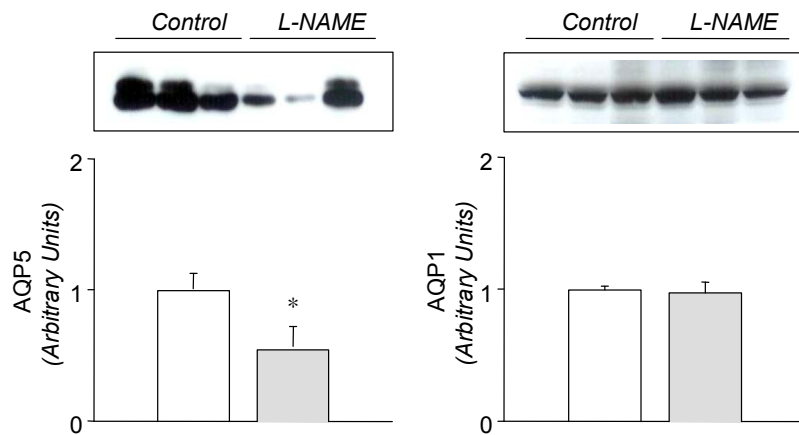 Control L-NAME
AQP5
(Arbitrary Units)
2
1
0
*
Control L-NAME
AQP1
(Arbitrary Units)
2
1
0